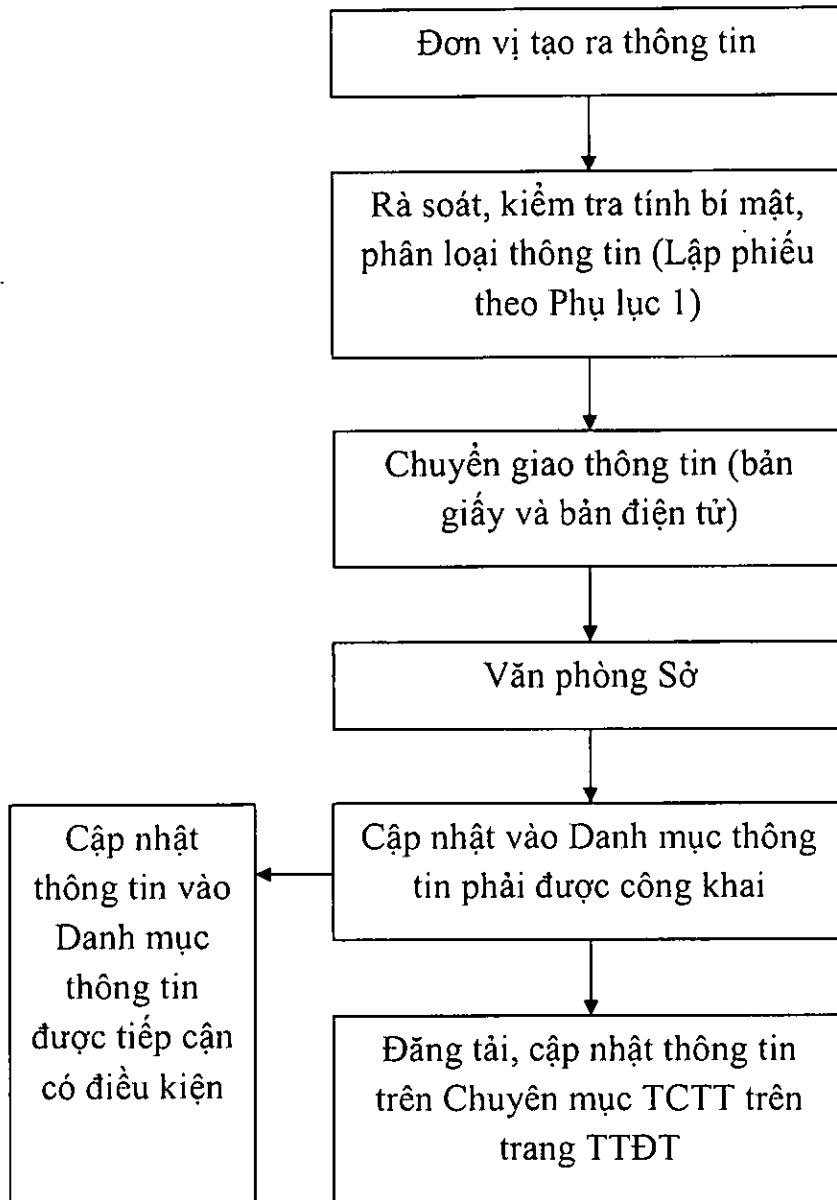 Đơn vị tạo ra thông tin
Rà soát, kiểm tra tính bí mật,
phân loại thông tin (Lập phiếu
theo Phụ lục 1)
Chuyển giao thông tin (bản
giấy và bản điện tử)
Văn phòng Sở
Cập nhật vào Danh mục thông
tin phải được công khai
Cập nhật
thông tin vào
Danh mục
thông tin
được tiếp cận
có điều kiện
Đăng tải, cập nhật thông tin
trên Chuyên mục TCTT trên
trang TTĐT